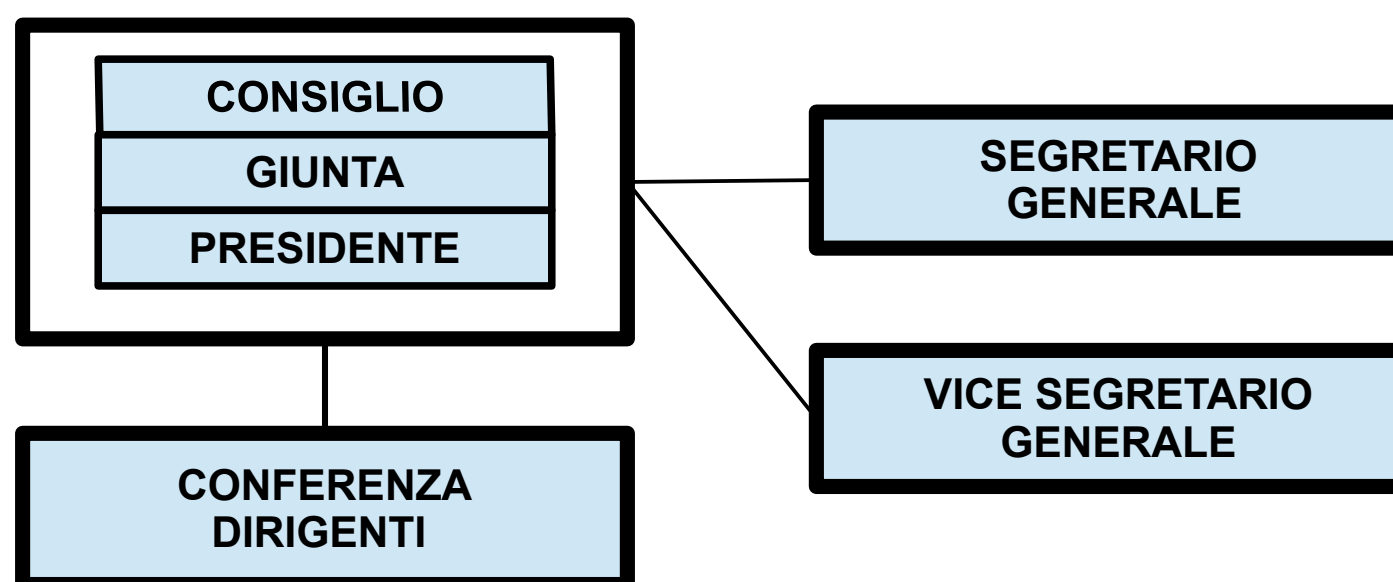 CONSIGLIO
GIUNTA
PRESIDENTE
SEGRETARIO
GENERALE
VICE SEGRETARIO
GENERALE
CONFERENZA
DIRIGENTI